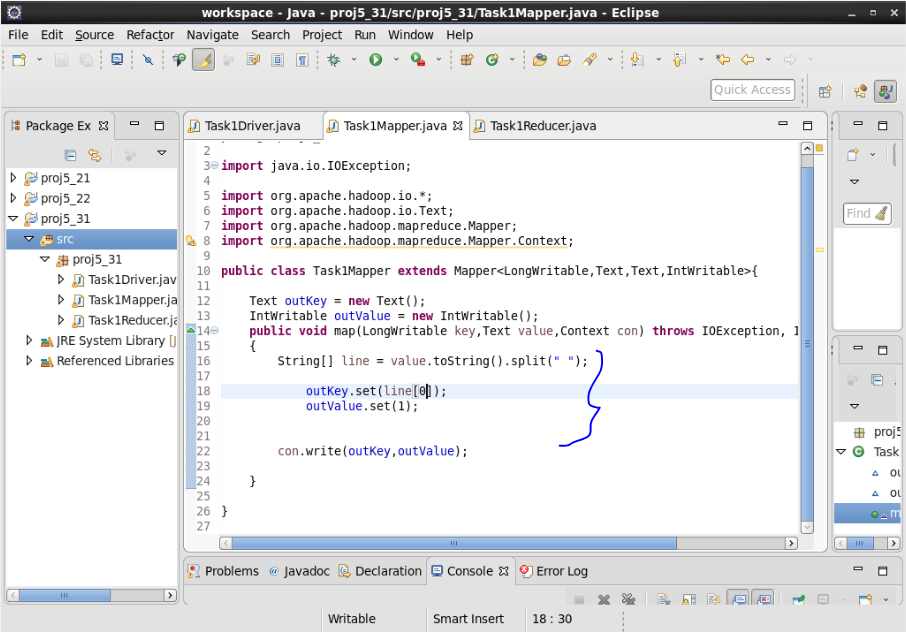 workspace - Java - proj5_31/src/proj5_31/Task1Mapper.java - Eclipse
File Edit Source Refactor Navigate Search Project Run Window Help
Quick Access
Package Ex
Task1Driver.java
Task1Mapper.java
Task1Reducer.java
proj5_21
proj5_22
proj5_31
src
proj5_31
Task1Driver.jav
Task1Mapper.ja
Task1Reducer.ja
JRE System Library [J
Referenced Libraries
2
3 import java.io.IOException;
4
5 import org.apache.hadoop.io.*;
6 import org.apache.hadoop.io.Text;
7 import org.apache.hadoop.mapreduce.Mapper;
8 import org.apache.hadoop.mapreduce.Mapper.Context;
9
10 public class Task1Mapper extends Mapper<LongWritable,Text,Text,IntWritable>{
11
12 Text outKey = new Text();
13 IntWritable outValue = new IntWritable();
14 public void map(LongWritable key,Text value,Context con) throws IOException, I
15 {
16 String[] line = value.toString().split(" ");
17
18 outKey.set(line[0]);
19 outValue.set(1);
20
21
22 con.write(outKey,outValue);
23
24 }
25
26 }
27
Find
proj5
Task
ou
ou
m
Problems
@ Javadoc
Declaration
Console
Error Log
Writable
Smart Insert
18 : 30